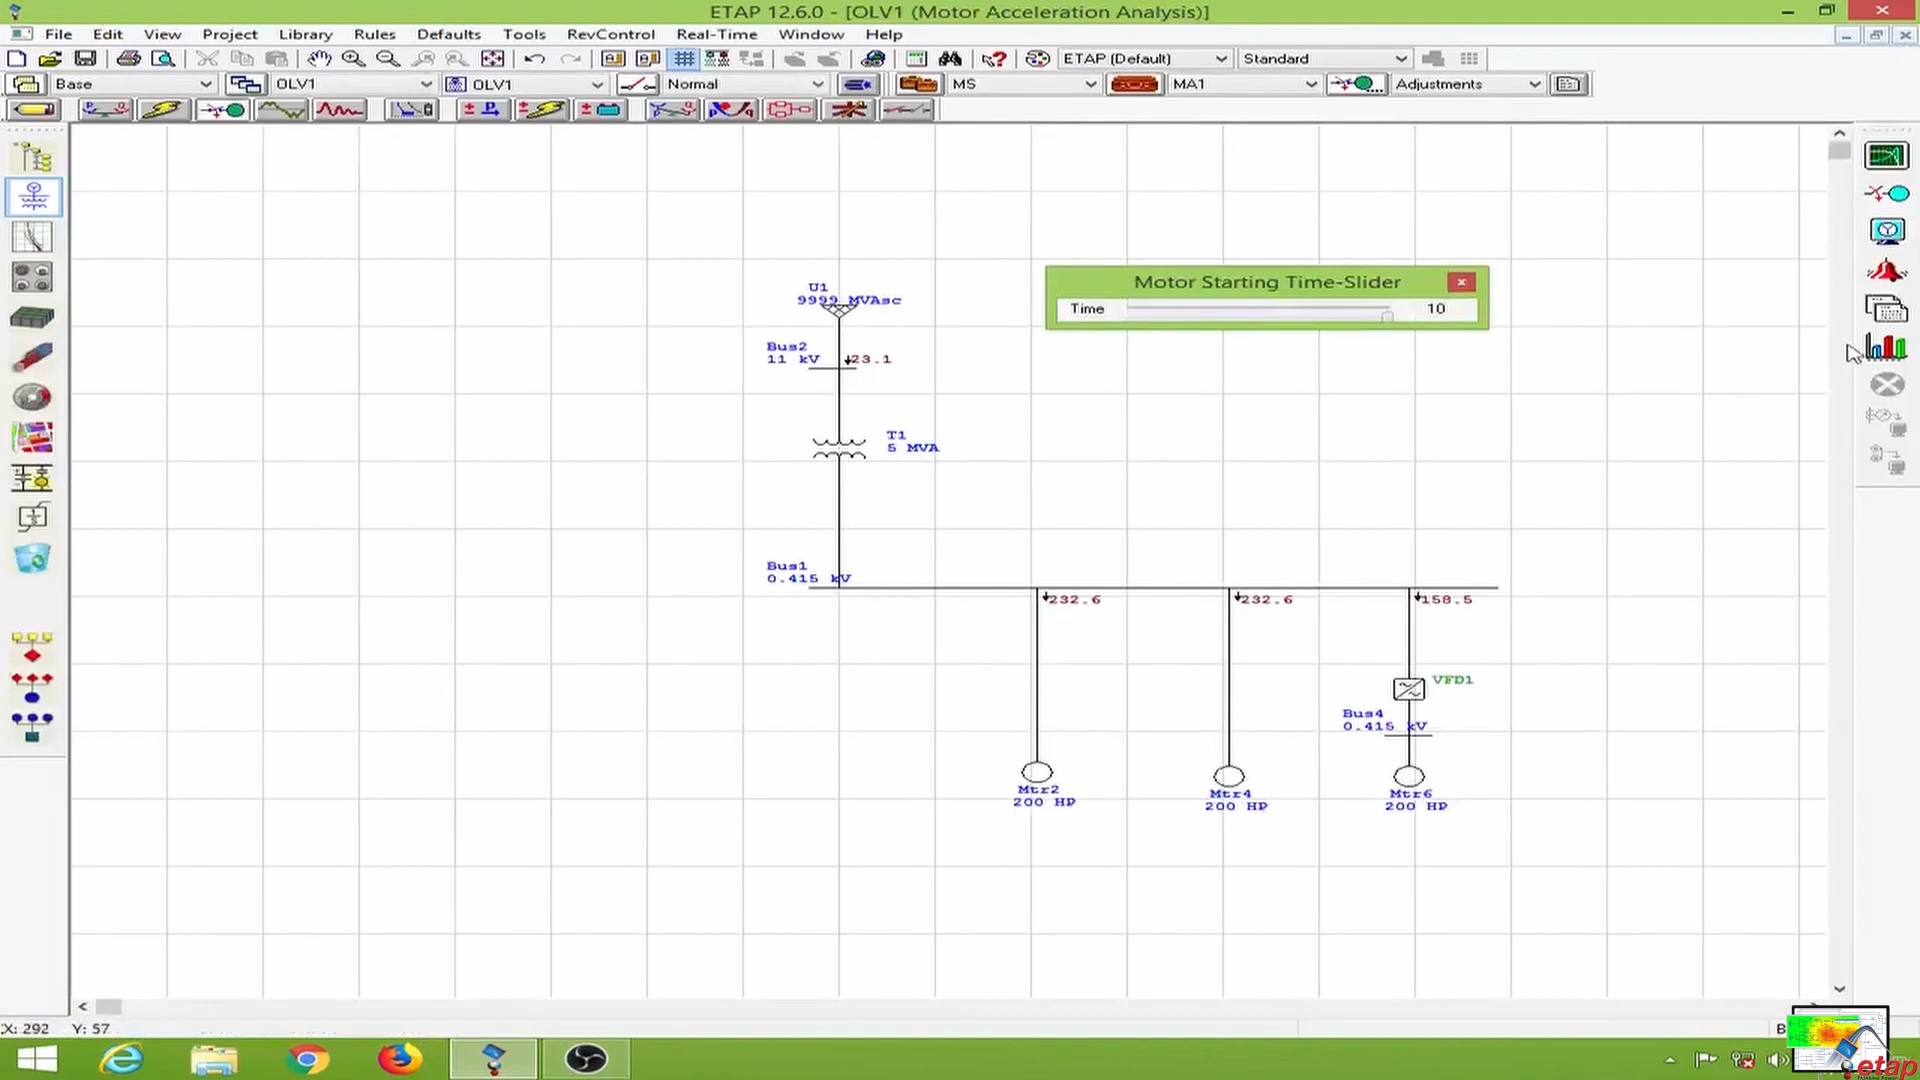 ETAP 12.6.0 - [OLV1 (Motor Acceleration Analysis)]
File Edit View Project Library Rules Defaults Tools RevControl Real-Time Window Help
ETAP (Default) Standard
Base OLV1 OLV1 Normal MS MA1 Adjustments
Motor Starting Time-Slider
Time 10
U1
9999 MVAsc
Bus2
11 kV 23.1
T1
5 MVA
Bus1
0.415 kV
232.6 232.6 158.5
VFD1
Bus4
0.415 kV
Mtr2
200 HP
Mtr4
200 HP
Mtr6
200 HP
X: 292 Y: 57
etap